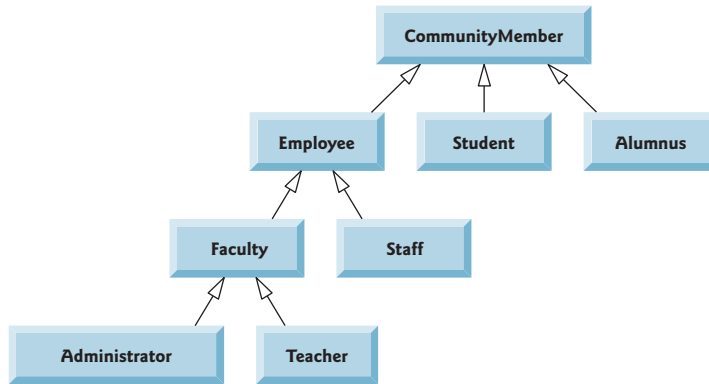 CommunityMember
Employee
Student
Alumnus
Faculty
Staff
Administrator
Teacher